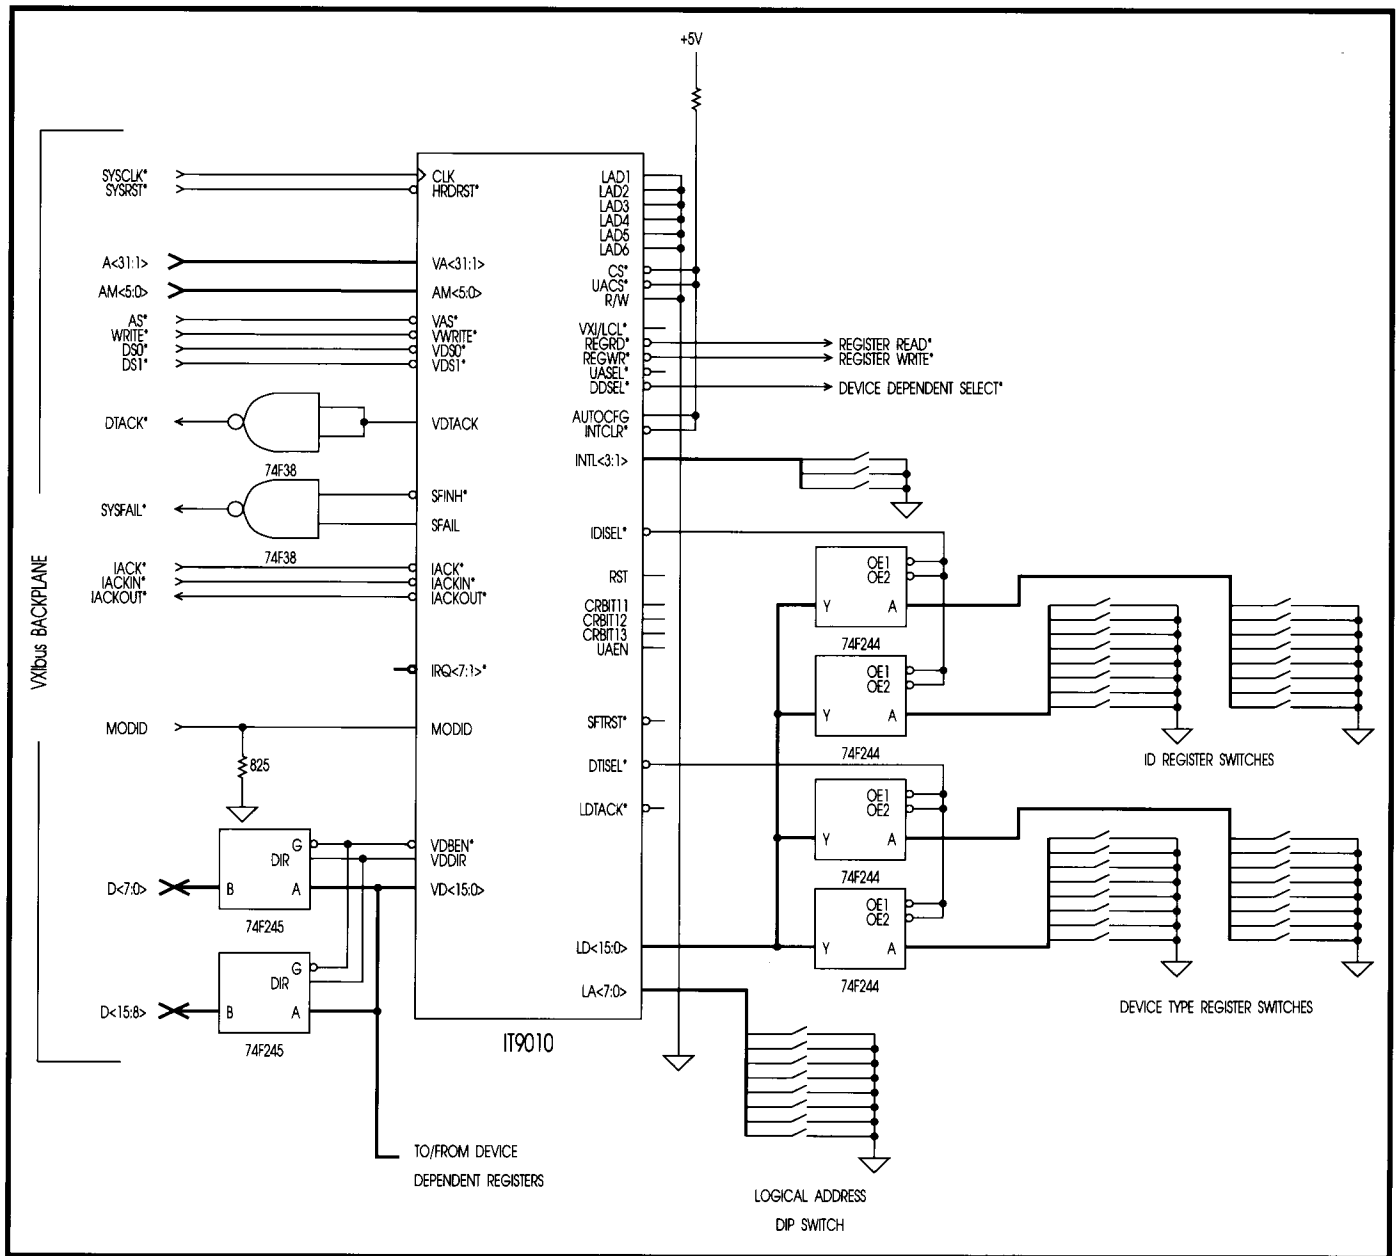 +5V
SYSCLK*
SYSRST*
A<31:1>
AM<5:0>
AS*
WRITE*
DS0*
DS1*
DTACK*
74F38
SYSFAIL*
74F38
IACK*
IACKIN*
IACKOUT*
VXIbus BACKPLANE
MODID
825
G
DIR
D<7:0>
B
A
74F245
G
DIR
D<15:8>
B
A
74F245
CLK
HRDRST*
VA<31:1>
AM<5:0>
VAS*
VWRITE*
VDS0*
VDS1*
VDTACK
SFINH*
SFAIL
IACK*
IACKIN*
IACKOUT*
IRQ<7:1>*
MODID
VDBEN*
VDDIR
VD<15:0>
LAD1
LAD2
LAD3
LAD4
LAD5
LAD6
CS*
UACS*
R/W
VXI/LCL*
REGRD*
REGWR*
UASEL*
DDSEL*
AUTOCFG
INTCLR*
INTL<3:1>
IDISEL*
RST
CRBIT11
CRBIT12
CRBIT13
UAEN
SFTRST*
DTISEL*
LDTACK*
LD<15:0>
LA<7:0>
IT9010
REGISTER READ*
REGISTER WRITE*
DEVICE DEPENDENT SELECT*
OE1
OE2
Y
A
74F244
OE1
OE2
Y
A
74F244
ID REGISTER SWITCHES
OE1
OE2
Y
A
74F244
OE1
OE2
Y
A
74F244
DEVICE TYPE REGISTER SWITCHES
TO/FROM DEVICE
DEPENDENT REGISTERS
LOGICAL ADDRESS
DIP SWITCH